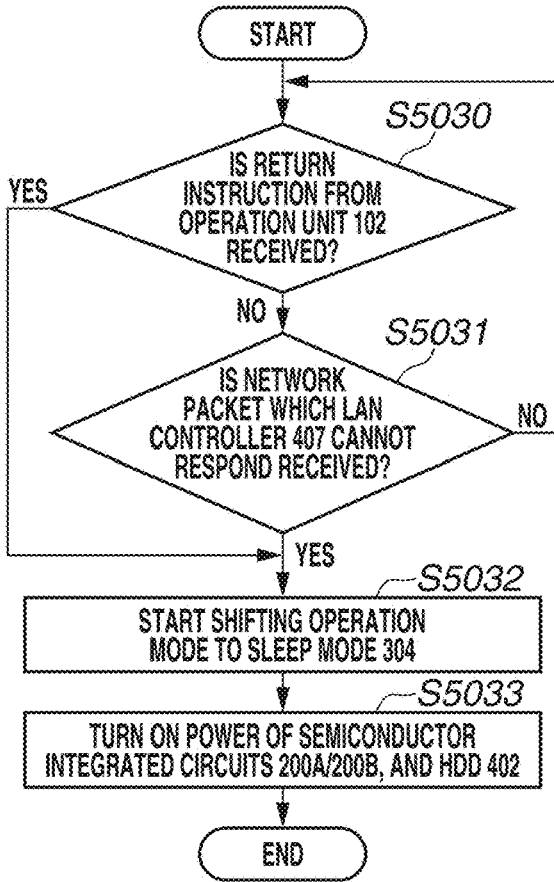 START
S5030
IS RETURN
INSTRUCTION FROM
OPERATION UNIT 102
RECEIVED?
YES
NO
S5031
IS NETWORK
PACKET WHICH LAN
CONTROLLER 407 CANNOT
RESPOND RECEIVED?
NO
YES
S5032
START SHIFTING OPERATION
MODE TO SLEEP MODE 304
S5033
TURN ON POWER OF SEMICONDUCTOR
INTEGRATED CIRCUITS 200A/200B, AND HDD 402
END